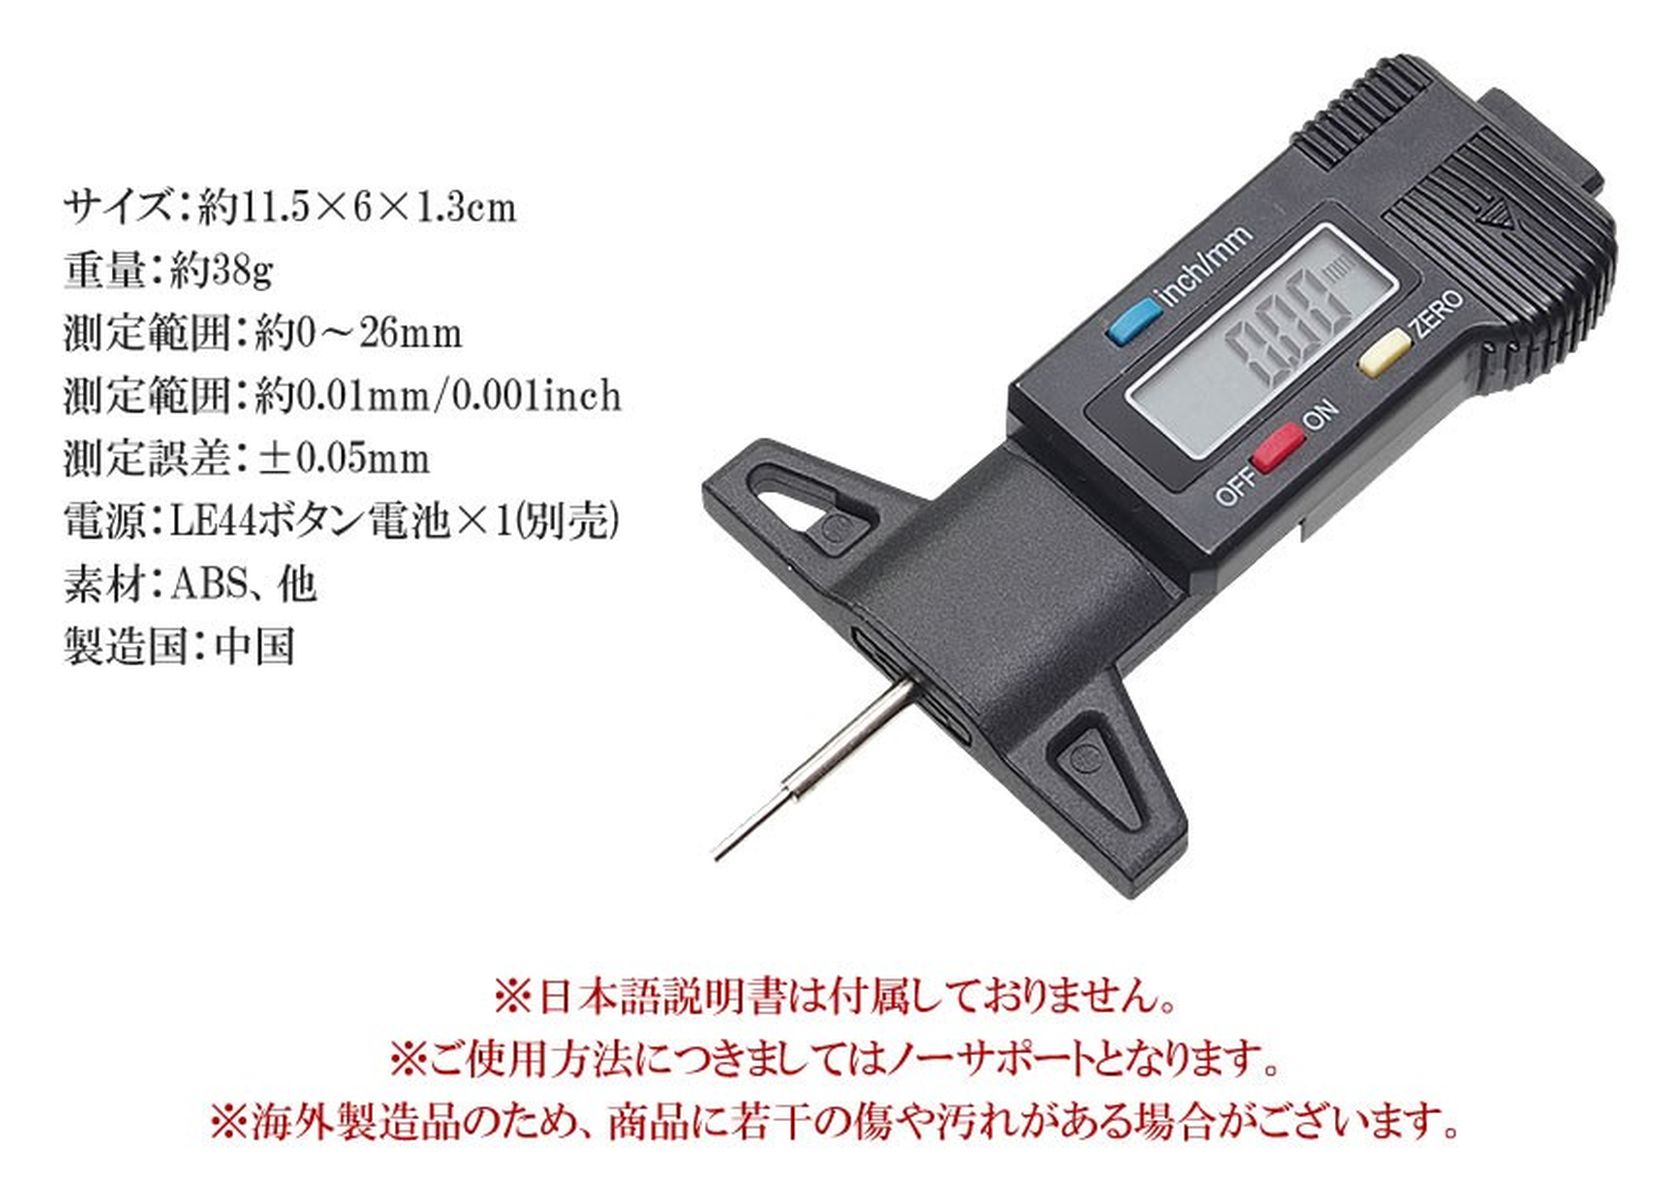 サイズ：約11.5×6×1.3cm
重量：約38g
測定範囲：約0～26mm
測定範囲：約0.01mm/0.001inch
測定誤差：±0.05mm
電源：LE44ボタン電池×1(別売)
素材：ABS、他
製造国：中国
inch/mm
0.00 mm
ZERO
OFF ON
※日本語説明書は付属しておりません。
※ご使用方法につきましてはノーサポートとなります。
※海外製造品のため、商品に若干の傷や汚れがある場合がございます。